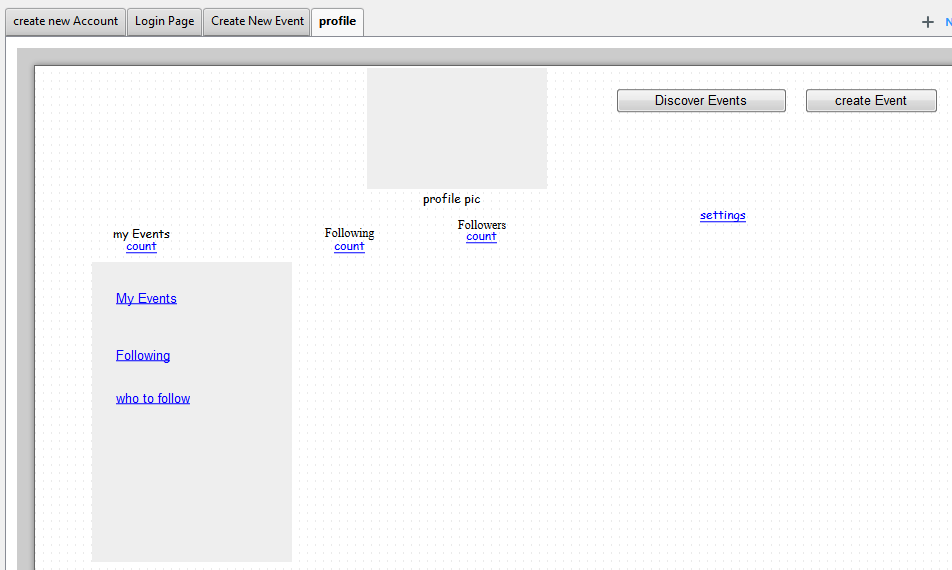 create new Account
Login Page
Create New Event
profile
+
N
Discover Events
create Event
profile pic
settings
my Events
count
Following
count
Followers
count
My Events
Following
who to follow